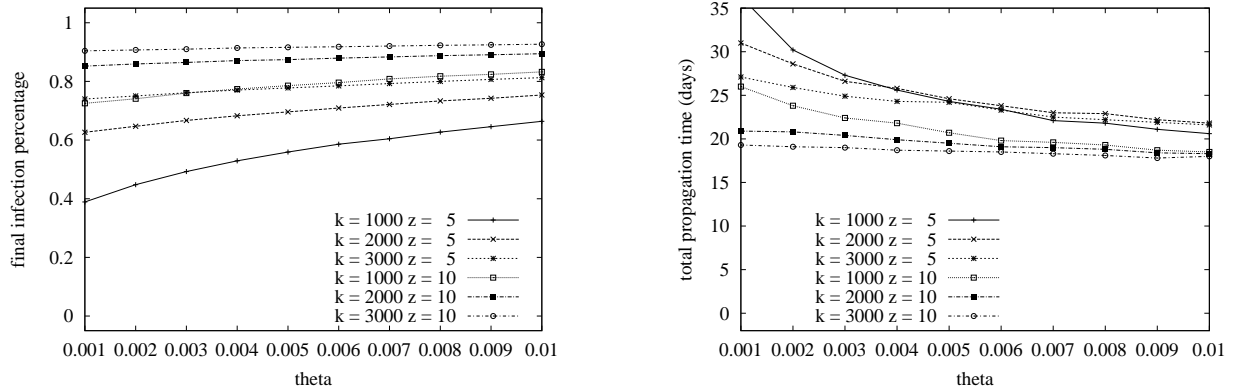 1
0.8
0.6
0.4
0.2
0
final infection percentage
k = 1000 z = 5
k = 2000 z = 5
k = 3000 z = 5
k = 1000 z = 10
k = 2000 z = 10
k = 3000 z = 10
0.001 0.002 0.003 0.004 0.005 0.006 0.007 0.008 0.009 0.01
theta
35
30
25
20
15
10
5
0
total propagation time (days)
k = 1000 z = 5
k = 2000 z = 5
k = 3000 z = 5
k = 1000 z = 10
k = 2000 z = 10
k = 3000 z = 10
0.001 0.002 0.003 0.004 0.005 0.006 0.007 0.008 0.009 0.01
theta